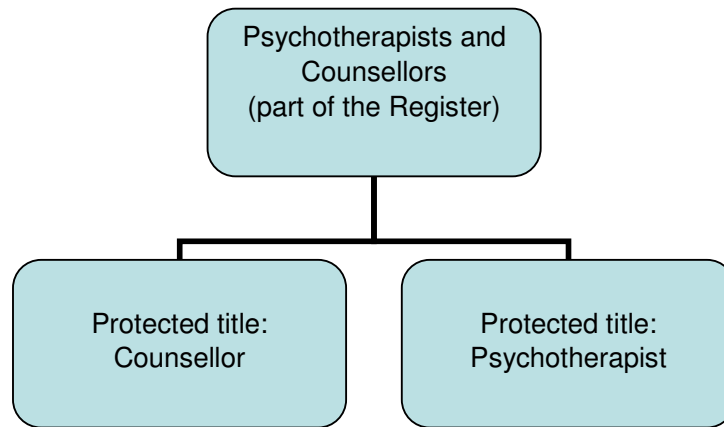 Psychotherapists and
Counsellors
(part of the Register)
Protected title:
Counsellor
Protected title:
Psychotherapist